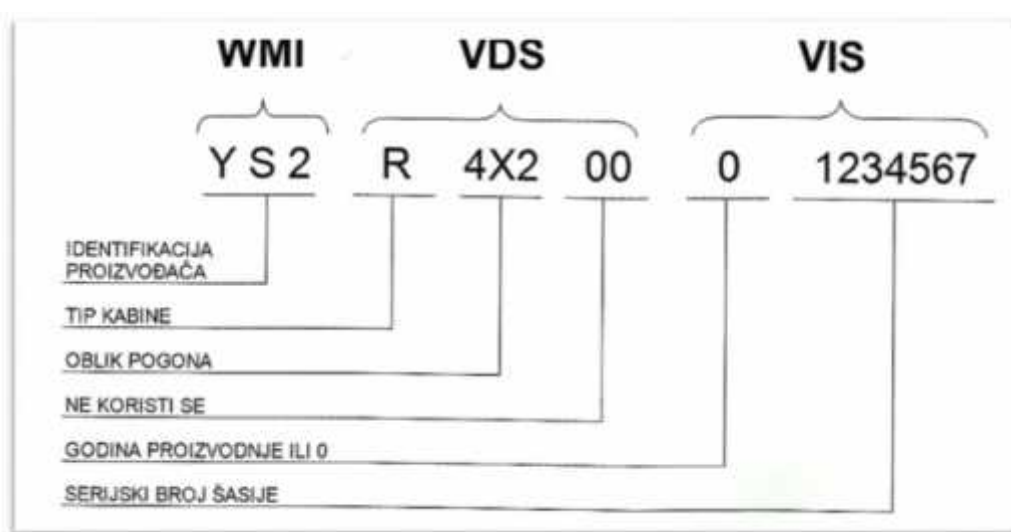 WMI VDS VIS
Y S 2 R 4X2 00 0 1234567
IDENTIFIKACIJA
PROIZVOĐAČA
TIP KABINE
OBLIK POGONA
NE KORISTI SE
GODINA PROIZVODNJE ILI 0
SERIJSKI BROJ ŠASIJE